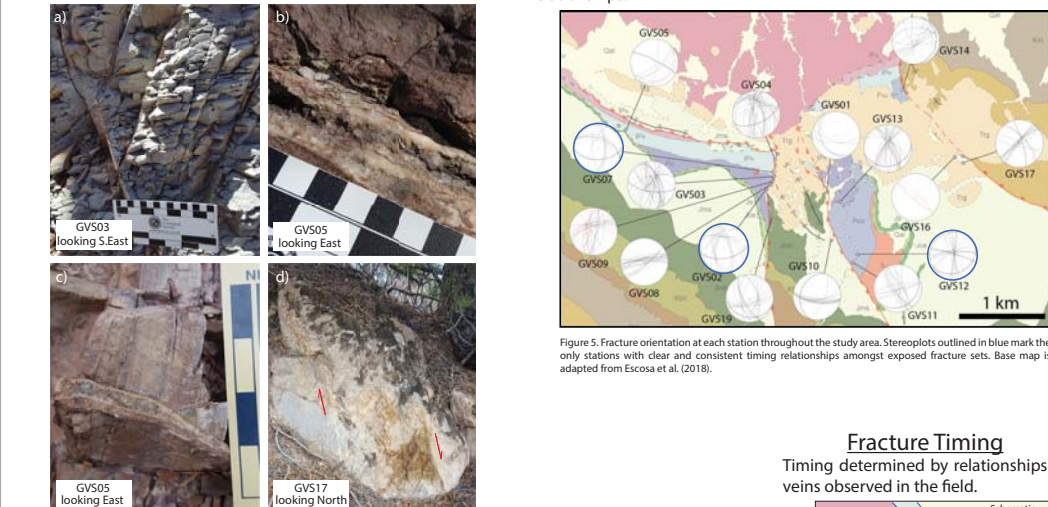 a)
GVS03
looking S.East
b)
GVS05
looking East
c)
GVS05
looking East
d)
GVS17
looking North
GVS05
GVS14
GVS04
GVS01
GVS13
GVS17
GVS07
GVS03
GVS16
GVS09
GVS08
GVS02
GVS10
GVS12
GVS19
GVS11
1 km
Figure 5. Fracture orientation at each station throughout the study area. Stereoplots outlined in blue mark the
only stations with clear and consistent timing relationships amongst exposed fracture sets. Base map is
adapted from Escosa et al. (2018).
Fracture Timing
Timing determined by relationships
veins observed in the field.